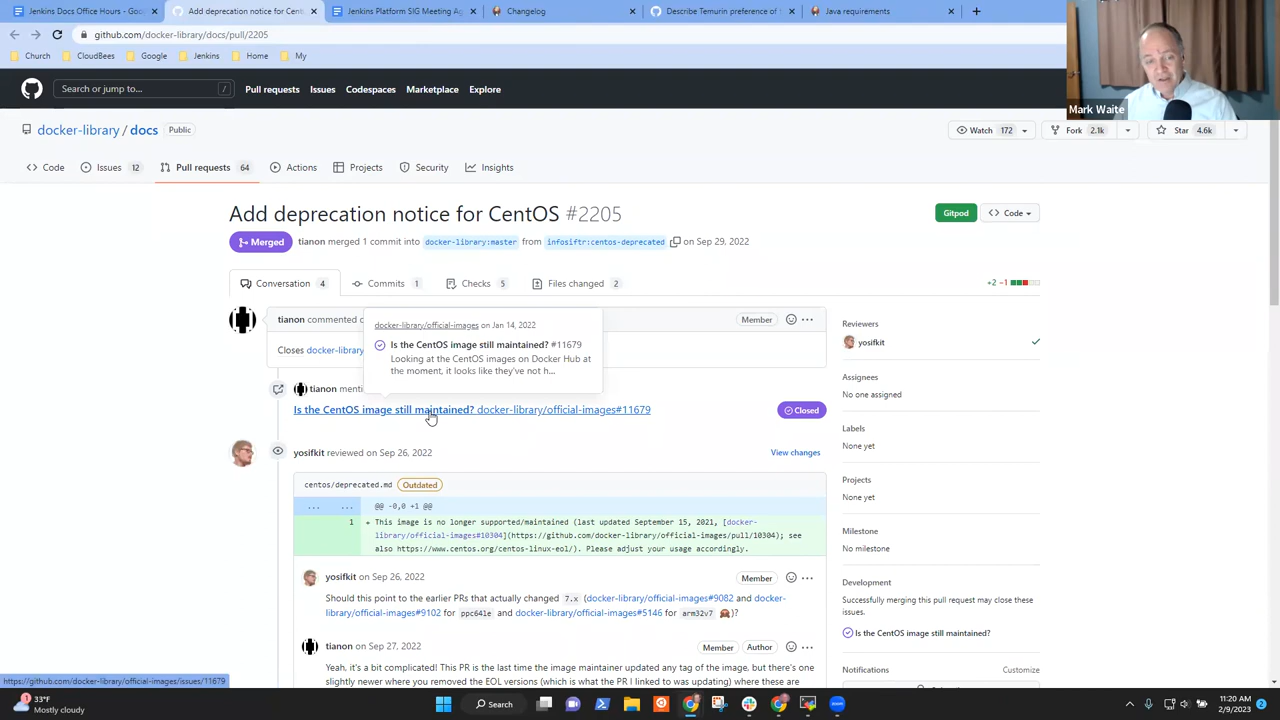 Jenkins Docs Office Hours - Googl
Add deprecation notice for Cent
Jenkins Platform SIG Meeting Ag
Changelog
Describe Temurin preference of
Java requirements
github.com/docker-library/docs/pull/2205
Church
CloudBees
Google
Jenkins
Home
My
Mark Waite
Search or jump to...
/
Pull requests
Issues
Codespaces
Marketplace
Explore
docker-library / docs
Public
Watch 172
Fork 2.1k
Star 4.6k
Code
Issues 12
Pull requests 64
Actions
Projects
Security
Insights
Add deprecation notice for CentOS #2205
Gitpod
<> Code
Merged
tianon merged 1 commit into docker-library:master from infosiftr:centos-deprecated on Sep 29, 2022
Conversation 4
Commits 1
Checks 5
Files changed 2
+2 −1
tianon commented
Member
Closes docker-library
docker-library/official-images on Jan 14, 2022
Is the CentOS image still maintained? #11679
Looking at the CentOS images on Docker Hub at
the moment, it looks like they've not h...
tianon
Is the CentOS image still maintained? docker-library/official-images#11679
Closed
yosifkit reviewed on Sep 26, 2022
View changes
centos/deprecated.md
Outdated
... ... @@ -0,0 +1 @@
1 + This image is no longer supported/maintained (last updated September 15, 2021, [docker-
library/official-images#10304](https://github.com/docker-library/official-images/pull/10304); see
also https://www.centos.org/centos-linux-eol/). Please adjust your usage accordingly.
yosifkit on Sep 26, 2022
Member
Should this point to the earlier PRs that actually changed 7.x (docker-library/official-images#9082 and docker-
library/official-images#9102 for ppc64le and docker-library/official-images#5146 for arm32v7 🙈)?
tianon on Sep 27, 2022
Member
Author
Yeah, it's a bit complicated! This PR is the last time the image maintainer updated any tag of the image, but there's one
slightly newer where you removed the EOL versions (which is what the PR I linked to was updating) where these are
Reviewers
yosifkit
Assignees
No one assigned
Labels
None yet
Projects
None yet
Milestone
No milestone
Development
Successfully merging this pull request may close these
issues.
Is the CentOS image still maintained?
Notifications
Customize
https://github.com/docker-library/official-images/issues/11679
33°F
Mostly cloudy
Search
11:20 AM
2/9/2023
2